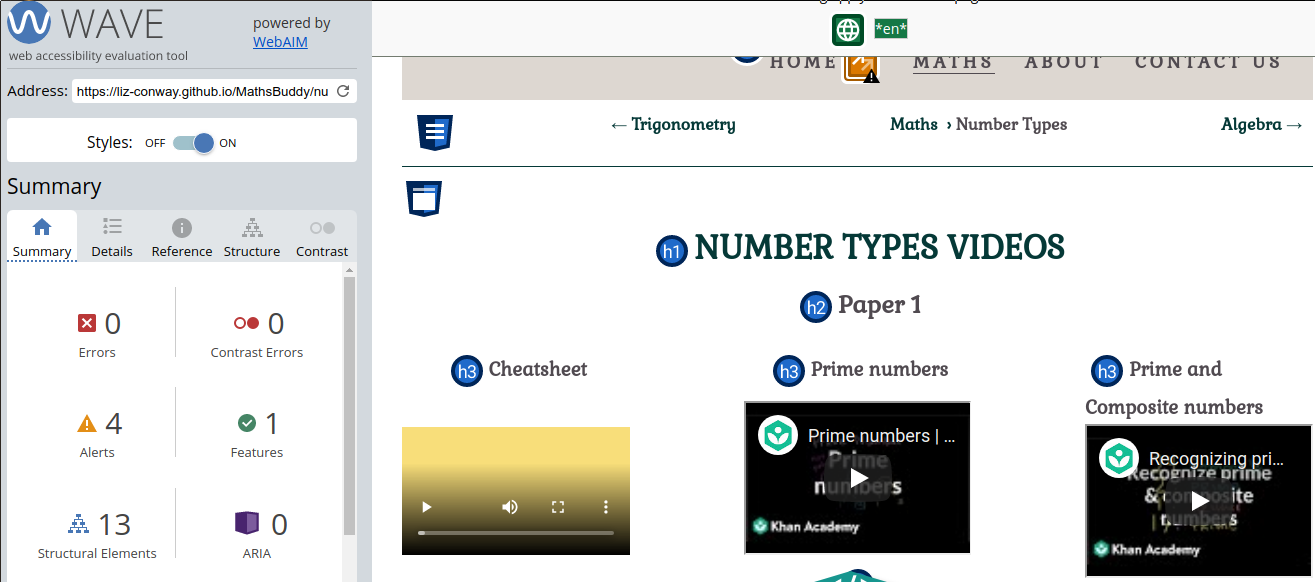 WAVE
powered by
WebAIM
web accessibility evaluation tool
Address: https://liz-conway.github.io/MathsBuddy/nu
Styles: OFF ON
Summary
Summary Details Reference Structure Contrast
0 0
Errors Contrast Errors
4 1
Alerts Features
13 0
Structural Elements ARIA
*en*
HOME MATHS ABOUT CONTACT US
← Trigonometry Maths › Number Types Algebra →
h1 NUMBER TYPES VIDEOS
h2 Paper 1
h3 Cheatsheet
h3 Prime numbers
Prime numbers | ...
Prime
numbers
Khan Academy
h3 Prime and
Composite numbers
Recognizing pri...
Recognize prime
& composite
numbers
Khan Academy